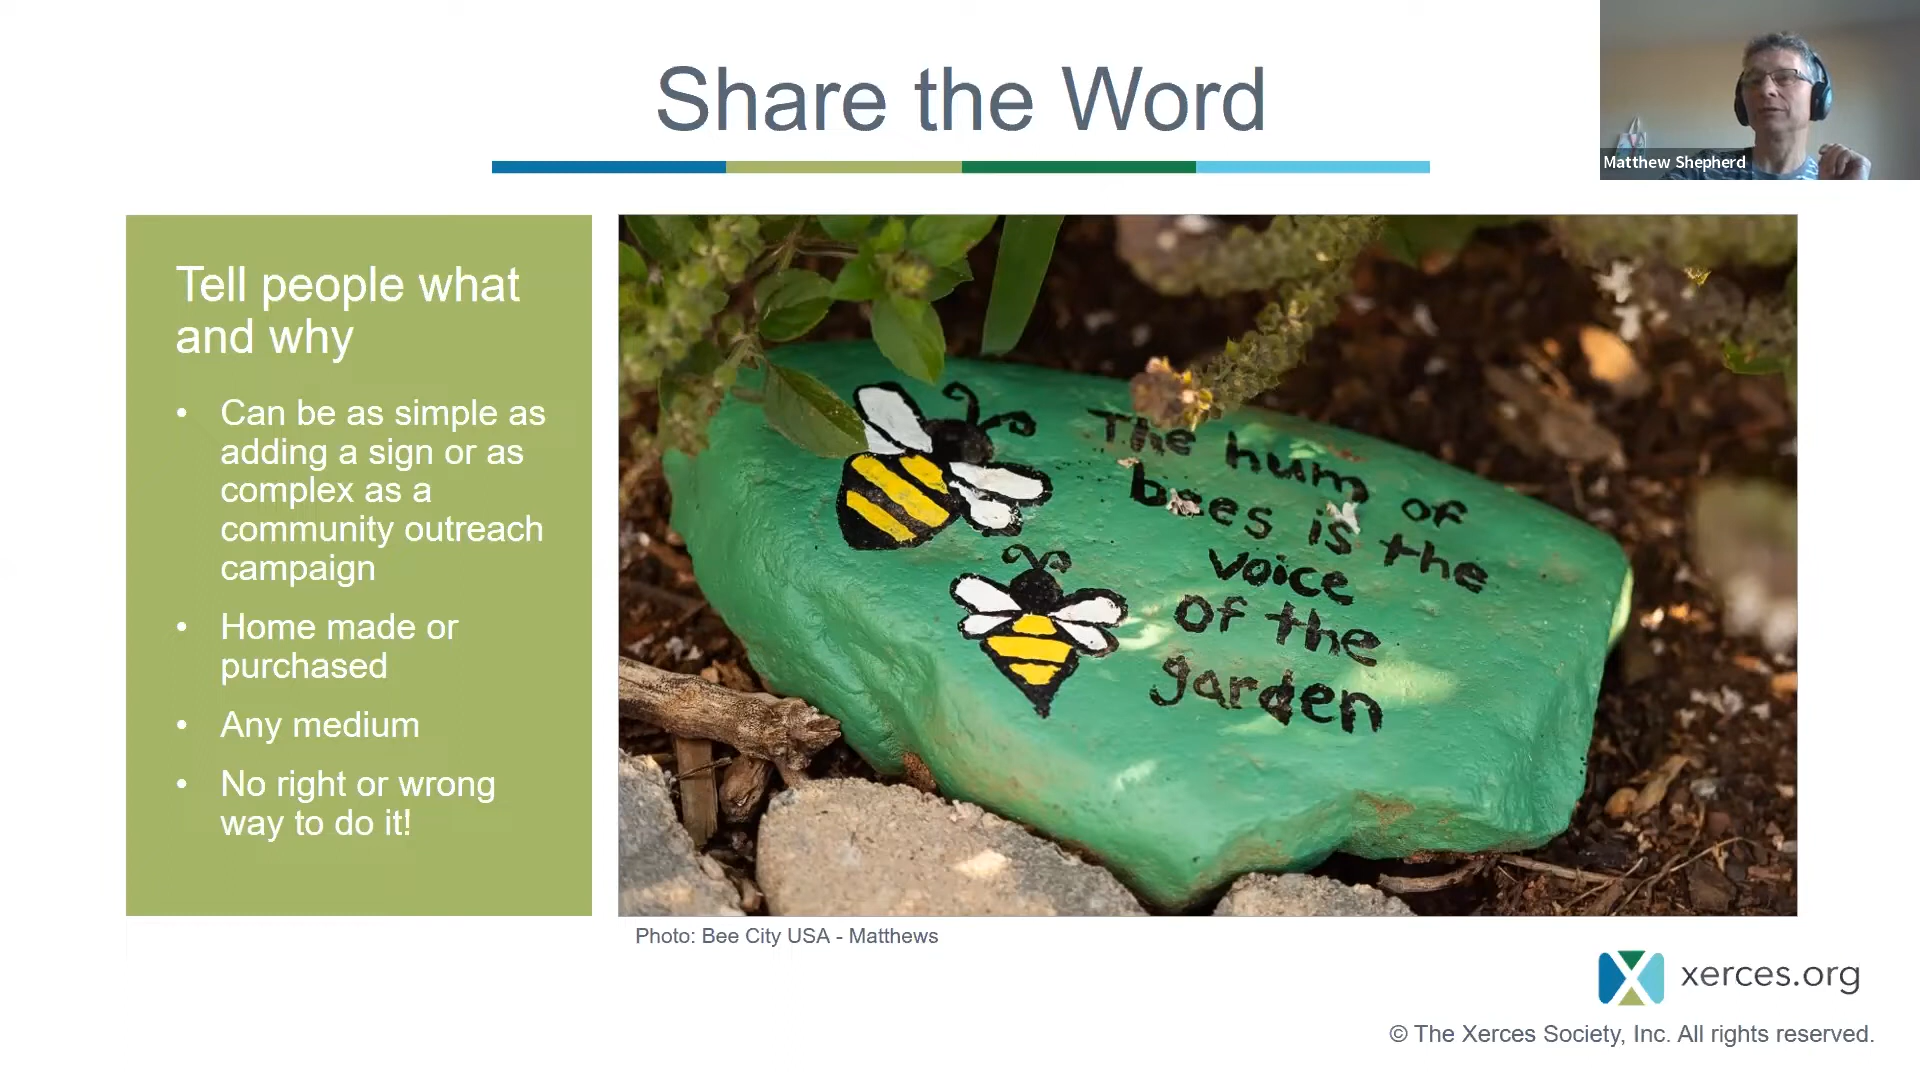 Share the Word
Matthew Shepherd
Tell people what
and why
• Can be as simple as
adding a sign or as
complex as a
community outreach
campaign
• Home made or
purchased
• Any medium
• No right or wrong
way to do it!
The hum of
bees is the
voice
of the
garden
Photo: Bee City USA - Matthews
xerces.org
© The Xerces Society, Inc. All rights reserved.